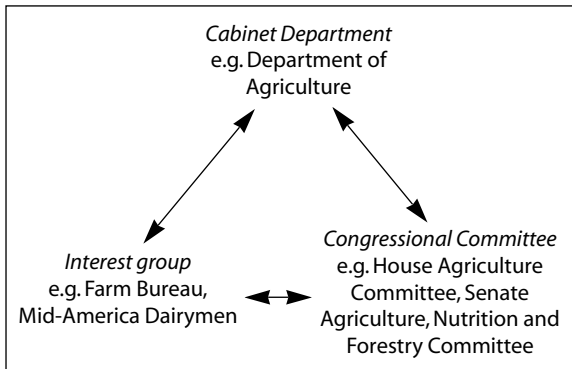 Cabinet Department
e.g. Department of
Agriculture
Interest group
e.g. Farm Bureau,
Mid-America Dairymen
Congressional Committee
e.g. House Agriculture
Committee, Senate
Agriculture, Nutrition and
Forestry Committee